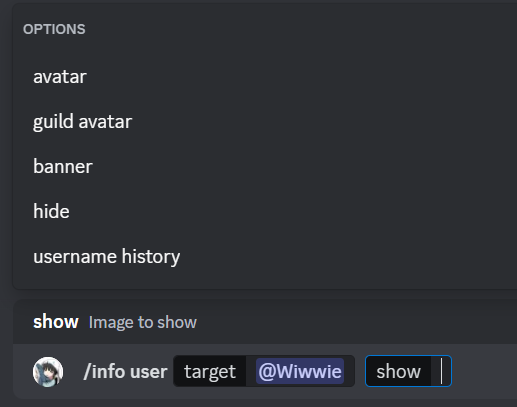 OPTIONS
avatar
guild avatar
banner
hide
username history
show Image to show
/info user target @Wiwwie show